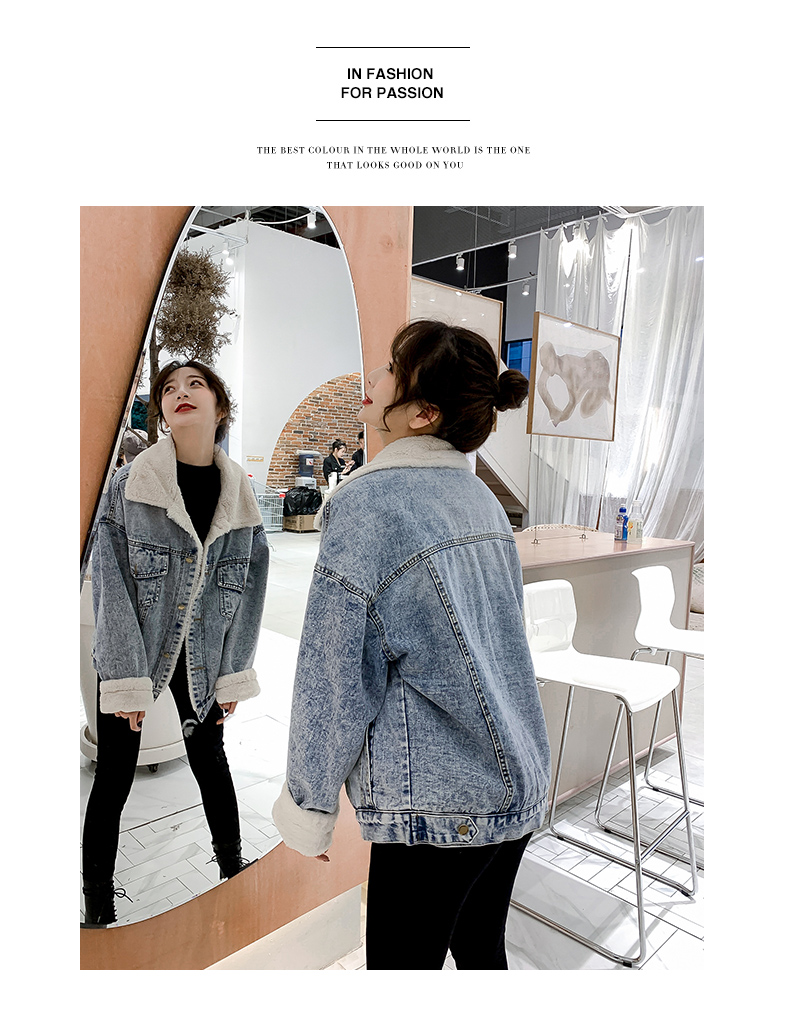 IN FASHION
FOR PASSION
THE BEST COLOUR IN THE WHOLE WORLD IS THE ONE
THAT LOOKS GOOD ON YOU